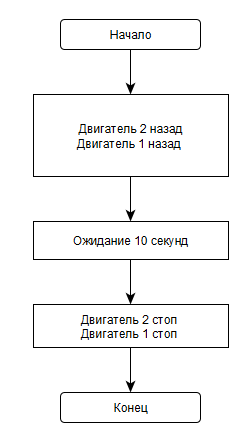 Начало
Двигатель 2 назад
Двигатель 1 назад
Ожидание 10 секунд
Двигатель 2 стоп
Двигатель 1 стоп
Конец